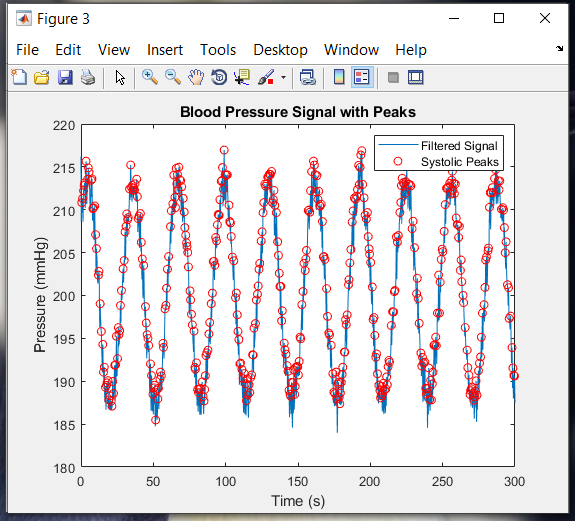 Figure 3
File Edit View Insert Tools Desktop Window Help
Blood Pressure Signal with Peaks
Filtered Signal
Systolic Peaks
220
215
210
205
200
195
190
185
180
Pressure (mmHg)
0 50 100 150 200 250 300
Time (s)